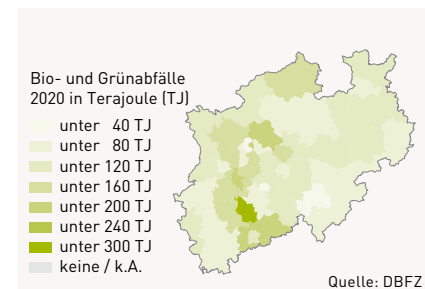 Bio- und Grünabfälle
2020 in Terajoule (TJ)
unter 40 TJ
unter 80 TJ
unter 120 TJ
unter 160 TJ
unter 200 TJ
unter 240 TJ
unter 300 TJ
keine / k.A.
Quelle: DBFZ